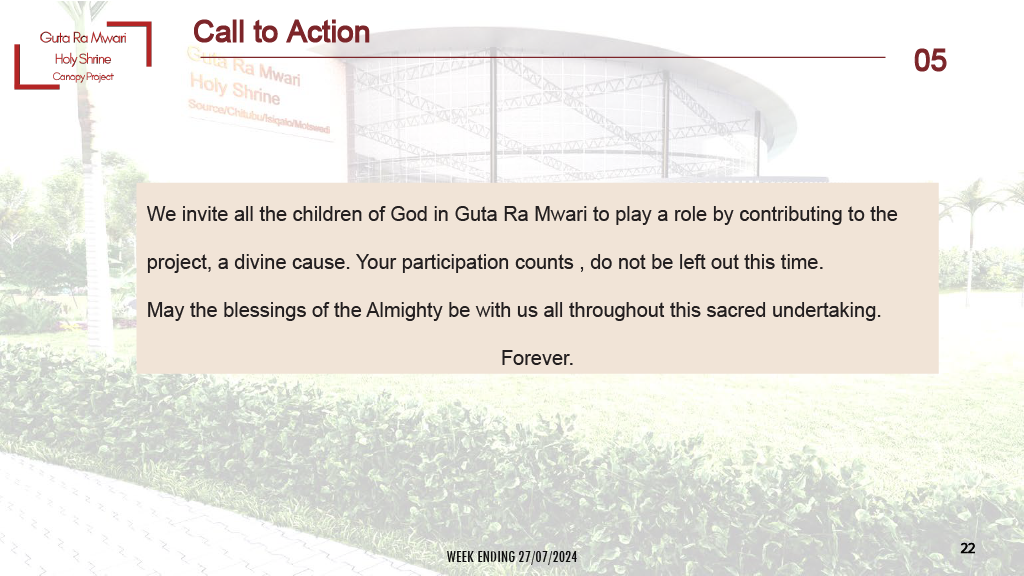 Guta Ra Mwari
Holy Shrine
Canopy Project
Call to Action
05
Guta Ra Mwari
Holy Shrine
Source/Chitubu/Isiqalo/Motswedi
We invite all the children of God in Guta Ra Mwari to play a role by contributing to the
project, a divine cause. Your participation counts , do not be left out this time.
May the blessings of the Almighty be with us all throughout this sacred undertaking.
Forever.
WEEK ENDING 27/07/2024
22